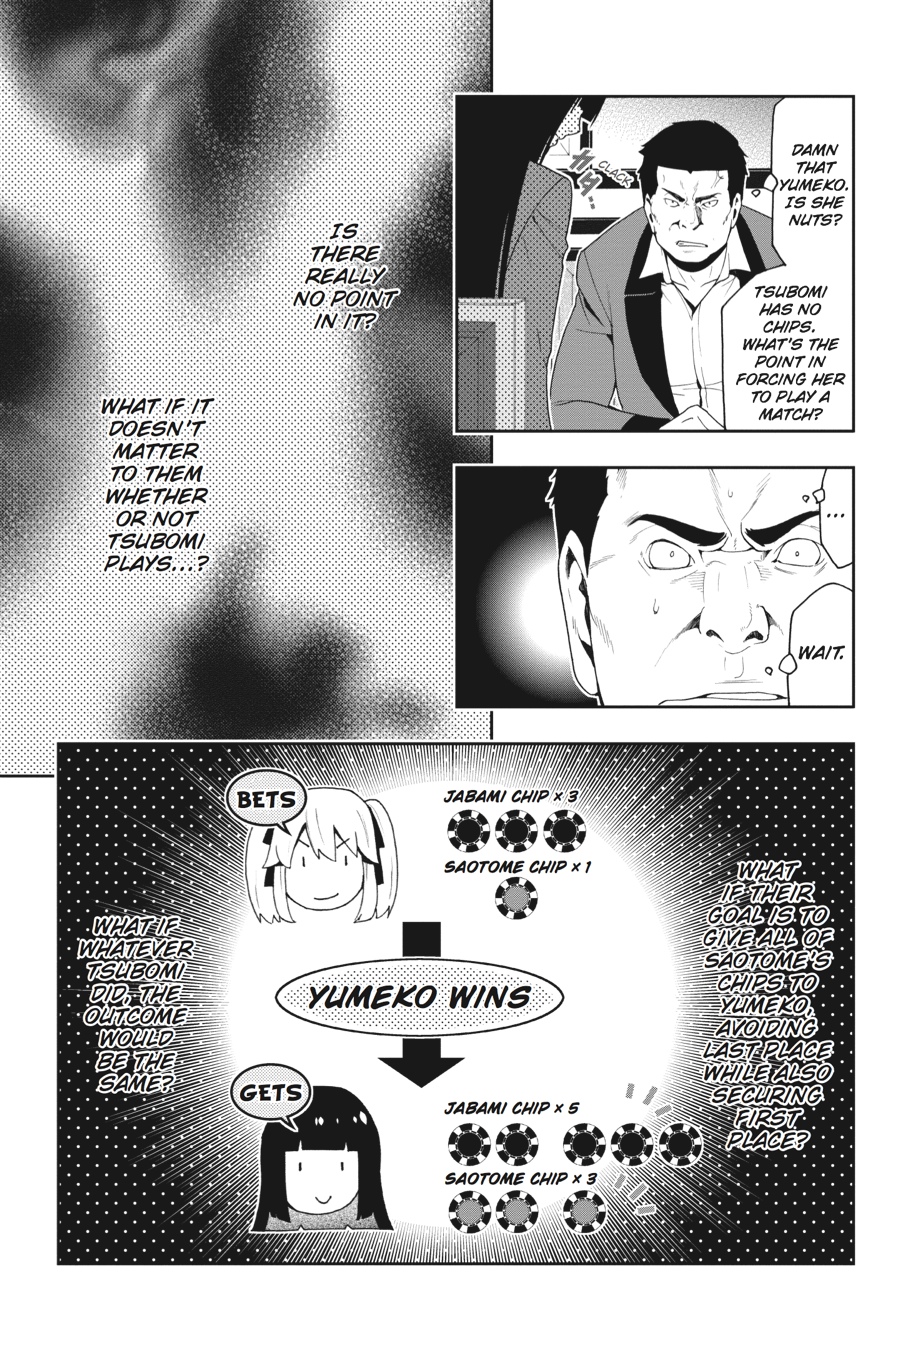 DAMN
THAT
YUMEKO.
IS SHE
NUTS?
ガタ.
CLACK
TSUBOMI
HAS NO
CHIPS.
WHAT'S THE
POINT IN
FORCING HER
TO PLAY A
MATCH?
...
WAIT.
IS
THERE
REALLY
NO POINT
IN IT?
WHAT IF IT
DOESN'T
MATTER
TO THEM
WHETHER
OR NOT
TSUBOMI
PLAYS...?
WHAT
IF THEIR
GOAL IS TO
GIVE ALL OF
SAOTOME'S
CHIPS TO
YUMEKO,
AVOIDING
LAST PLACE
WHILE ALSO
SECURING
FIRST
PLACE?
BETS
JABAMI CHIP × 3
SAOTOME CHIP × 1
YUMEKO WINS
GETS
JABAMI CHIP × 5
SAOTOME CHIP × 3
WHAT IF
WHATEVER
TSUBOMI
DID, THE
OUTCOME
WOULD
BE THE
SAME?